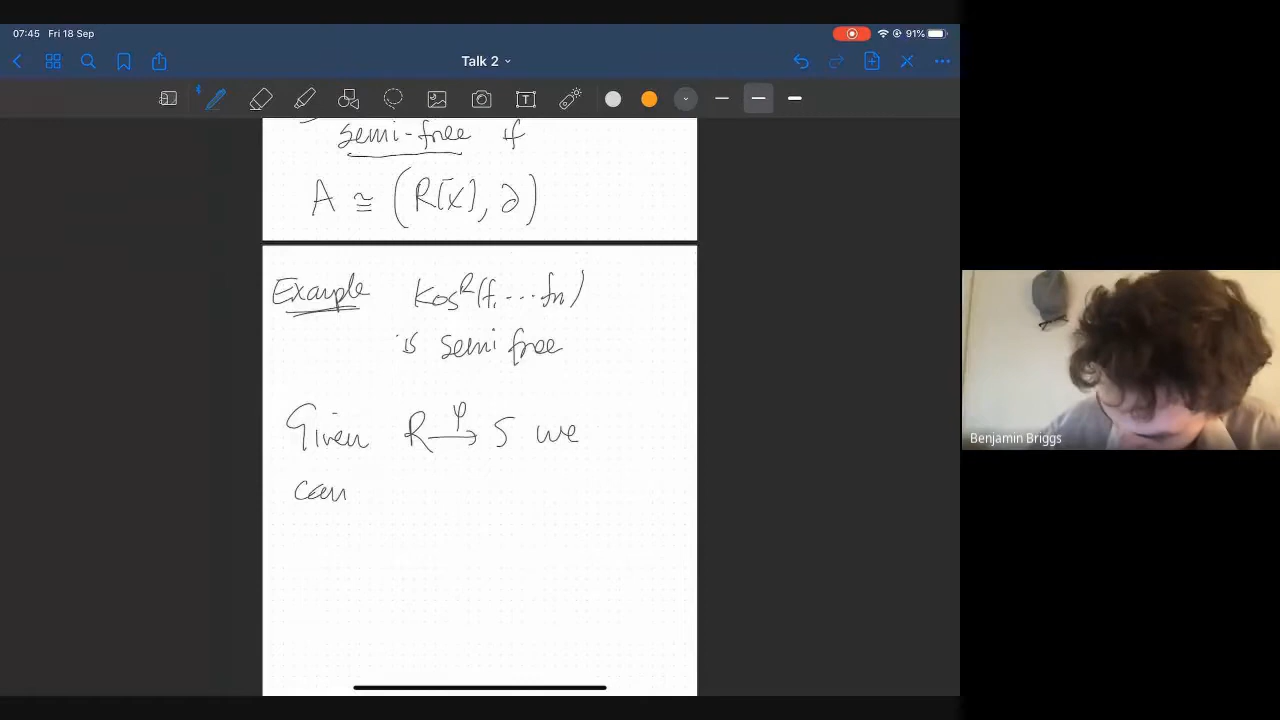 07:45 Fri 18 Sep
91%
Talk 2
semi-free if
A ≅ (R[X], ∂)
Example Kos^R(f₁ ... fn)
is semi free
Given R →^φ S we
can
Benjamin Briggs